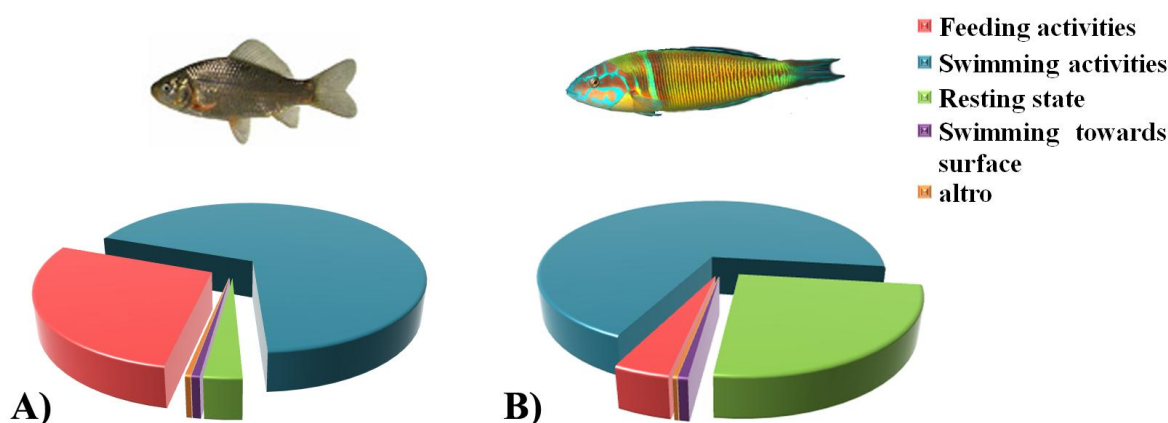 Feeding activities
Swimming activities
Resting state
Swimming towards
surface
altro
A)
B)